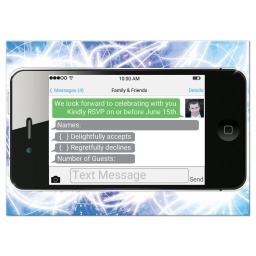 10:00 AM
Messages (4) Family & Friends Details
We look forward to celebrating with you
Kindly RSVP on or before June 15th
Names:
{ } Delightfully accepts
{ } Regretfully declines
Number of Guests:
Text Message Send